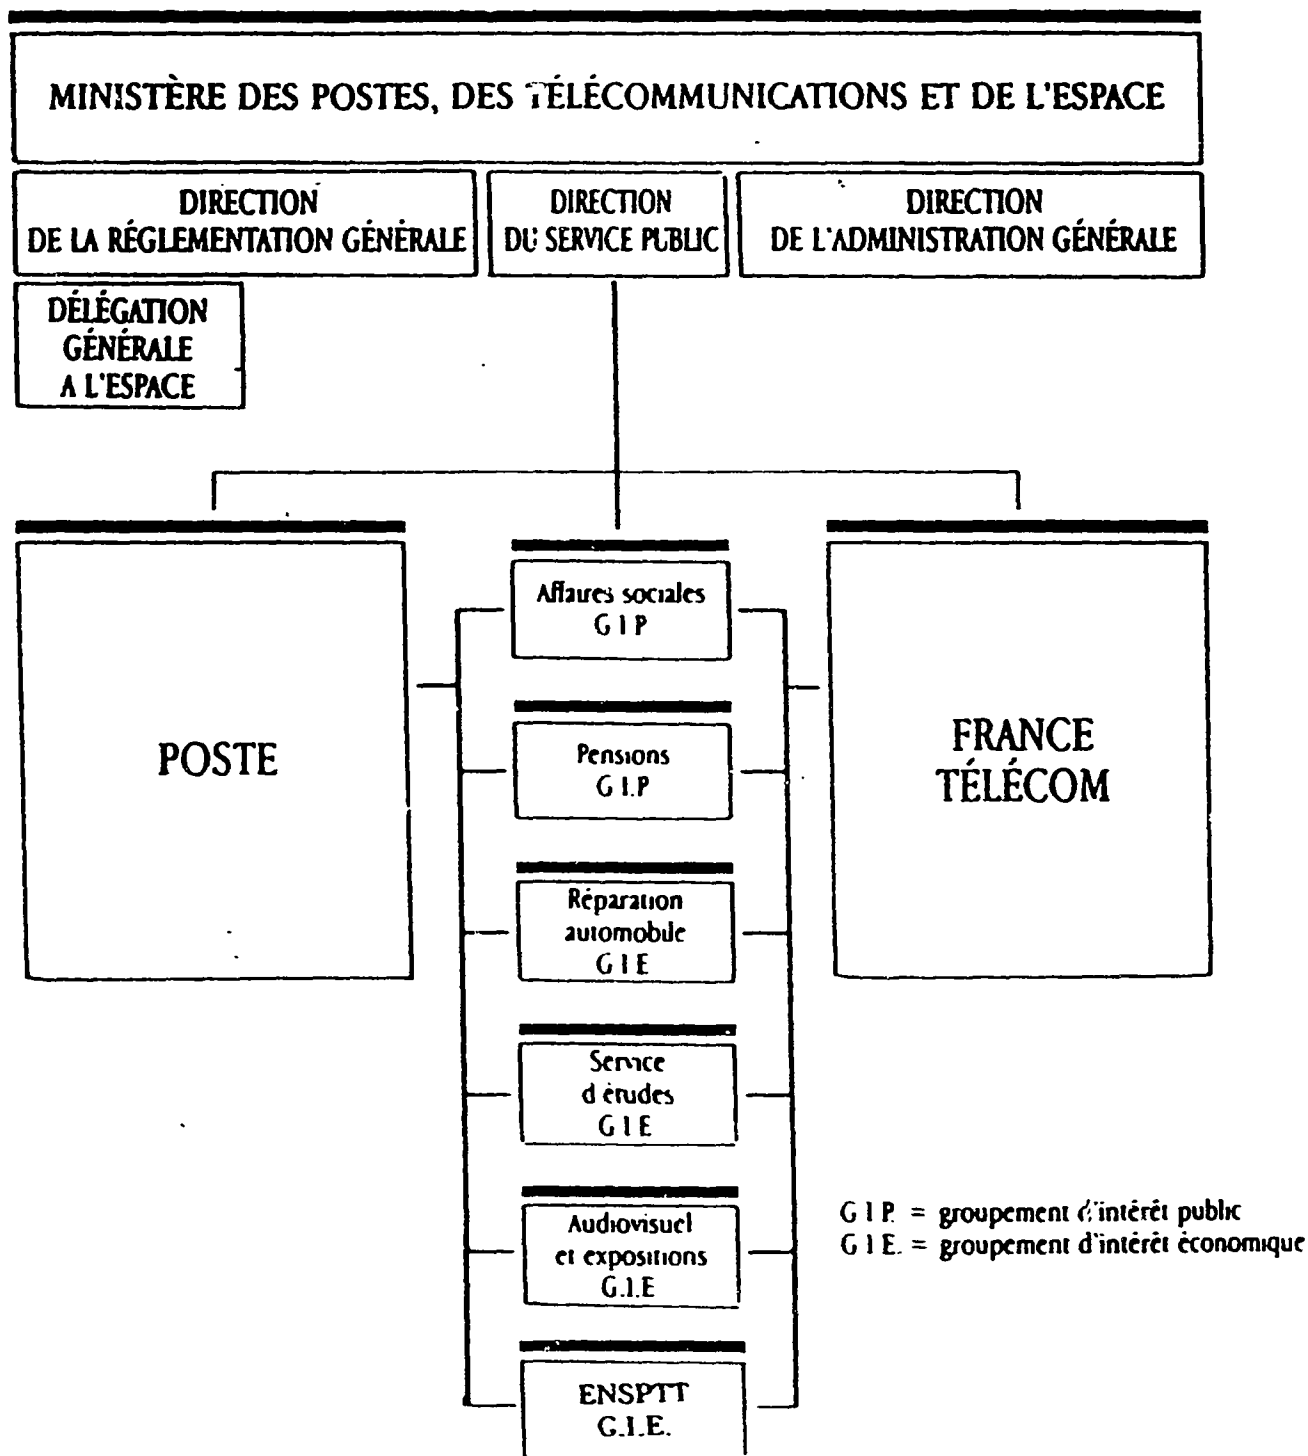 MINISTÈRE DES POSTES, DES TÉLÉCOMMUNICATIONS ET DE L'ESPACE
DIRECTION
DE LA RÉGLEMENTATION GÉNÉRALE
DIRECTION
DU SERVICE PUBLIC
DIRECTION
DE L'ADMINISTRATION GÉNÉRALE
DÉLÉGATION
GÉNÉRALE
A L'ESPACE
POSTE
Affaires sociales
G I P
Pensions
G I.P
Réparation
automobile
G I E
Service
d études
G I E
Audiovisuel
et expositions
G.I.E
ENSPTT
G.I.E.
FRANCE
TÉLÉCOM
G I P. = groupement d'intérêt public
G I E. = groupement d'intérêt économique